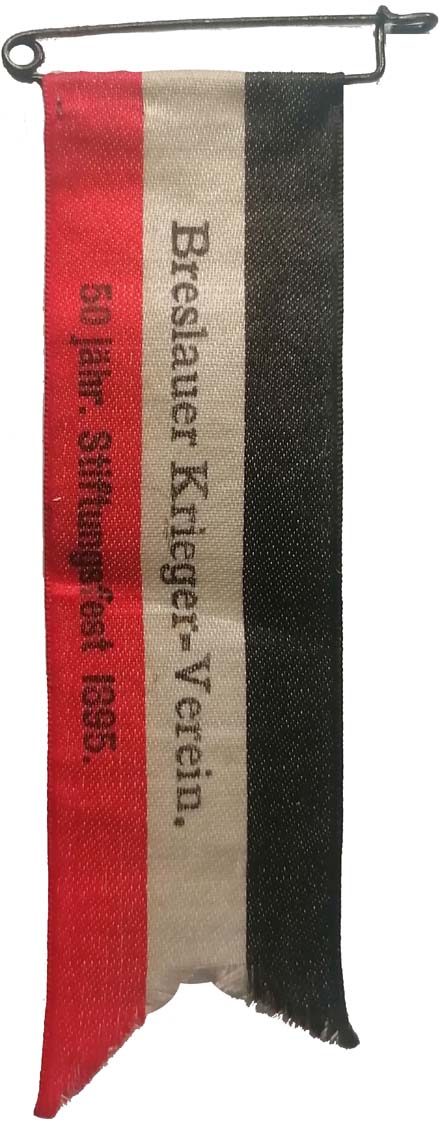 Breslauer Krieger-Verein.
50 jähr. Stiftungsfest 1895.